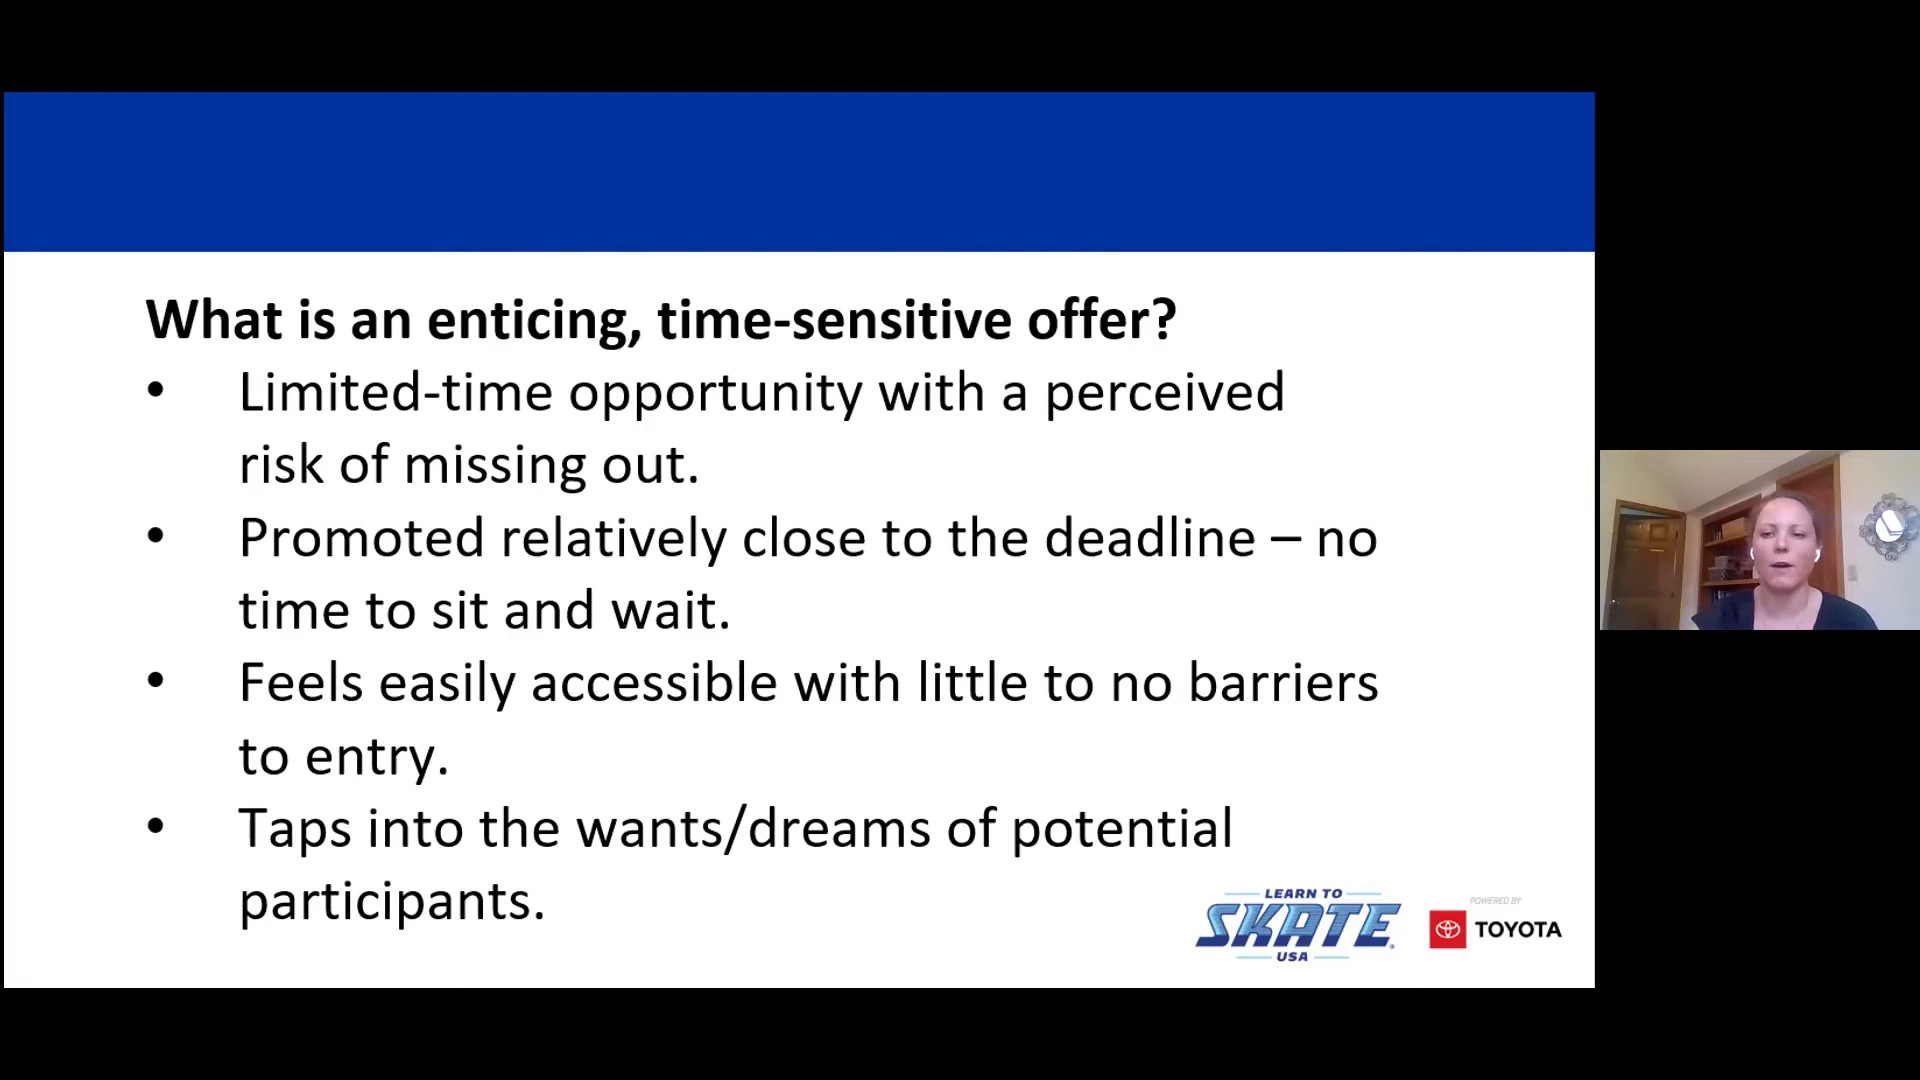 What is an enticing, time-sensitive offer?
• Limited-time opportunity with a perceived
risk of missing out.
• Promoted relatively close to the deadline – no
time to sit and wait.
• Feels easily accessible with little to no barriers
to entry.
• Taps into the wants/dreams of potential
participants.
LEARN TO
SKATE
USA
POWERED BY
TOYOTA